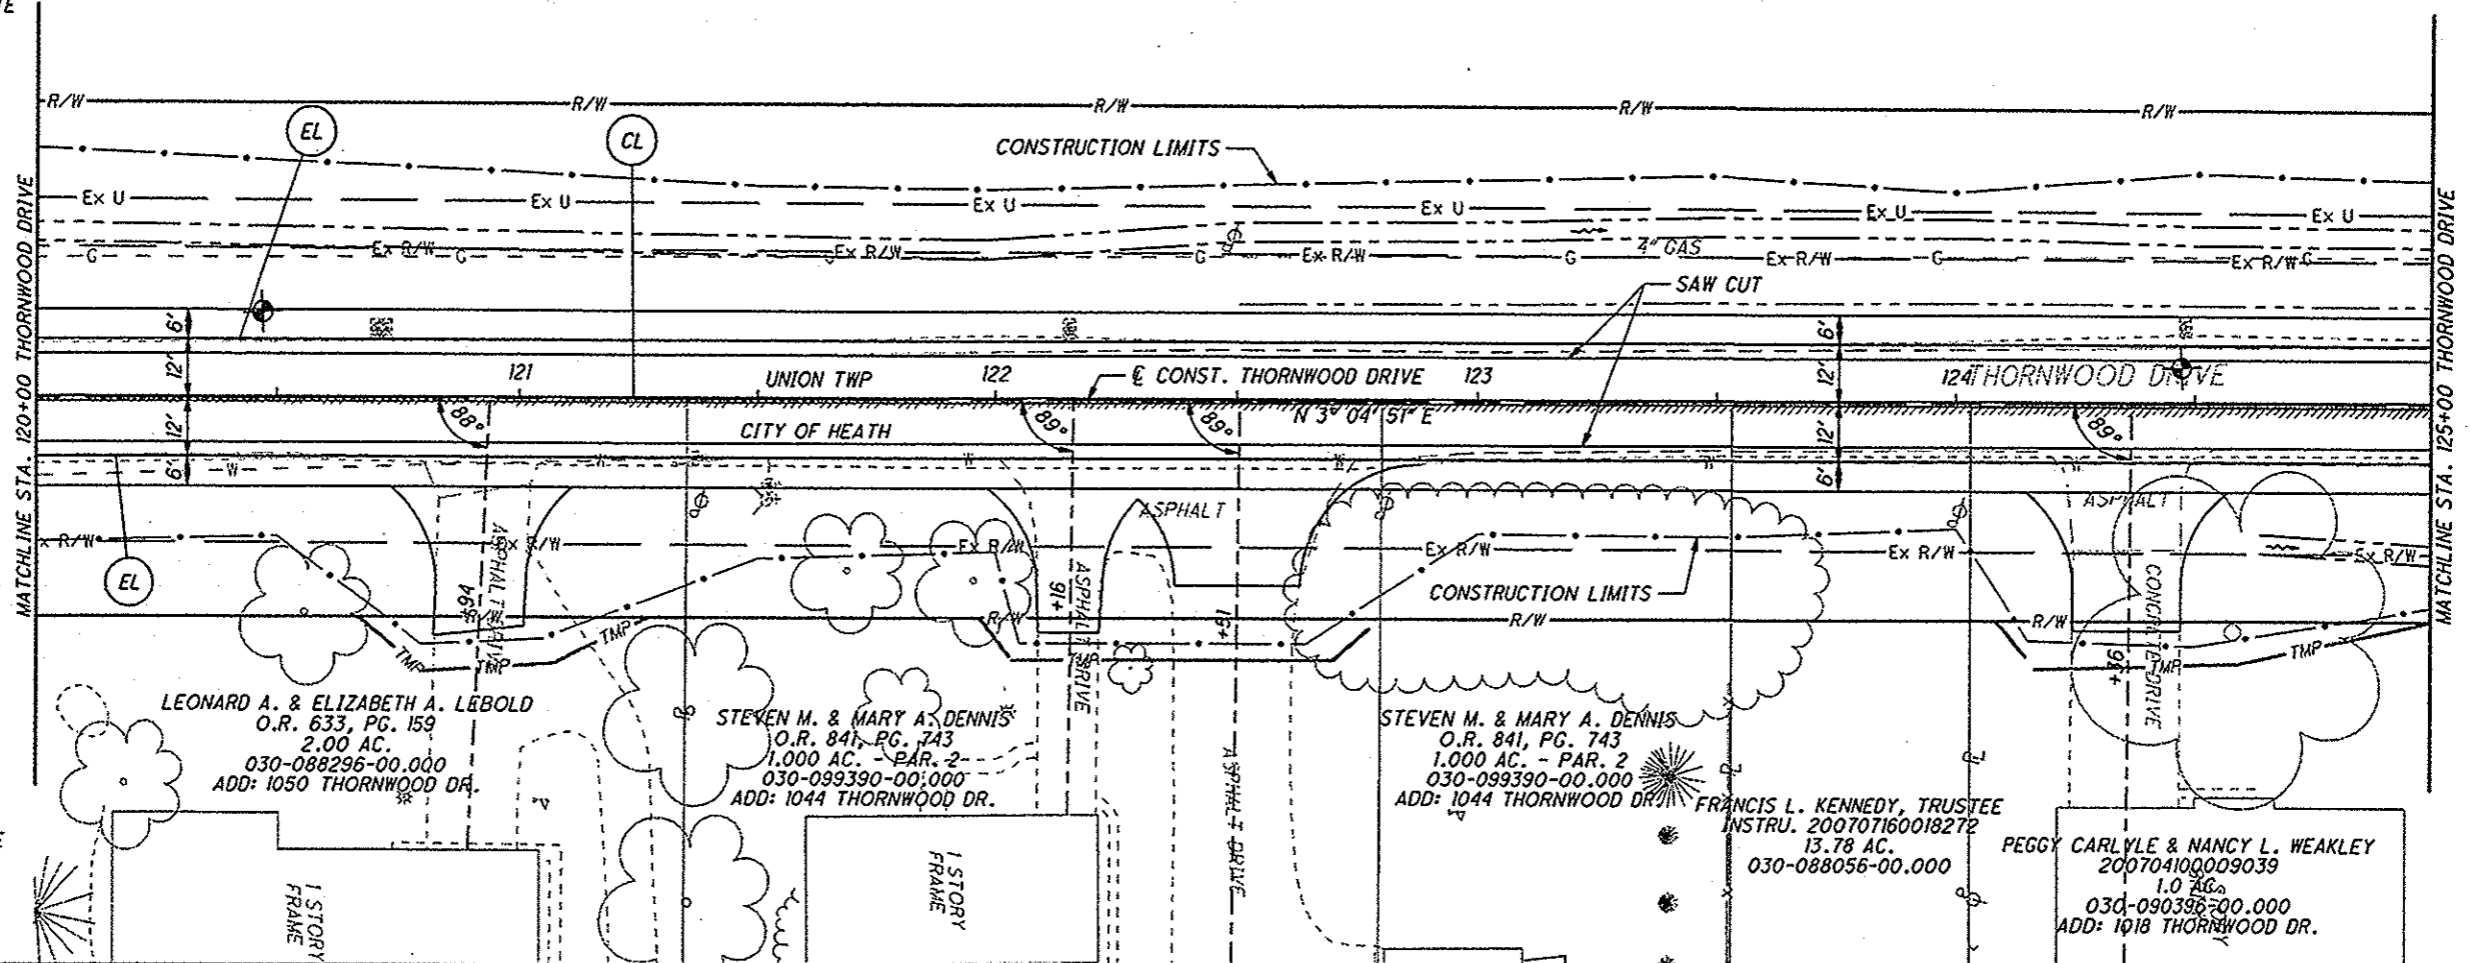 R/W R/W R/W R/W R/W
EL
CL
CONSTRUCTION LIMITS
Ex U Ex U Ex U Ex U Ex U Ex U
G Ex R/W G Ex R/W G Ex R/W G 4" GAS Ex R/W G Ex R/W G
SAW CUT
6'
12'
6'
12'
121 UNION TWP 122 ℄ CONST. THORNWOOD DRIVE 123 124 THORNWOOD DRIVE
MATCHLINE STA. 120+00 THORNWOOD DRIVE
MATCHLINE STA. 125+00 THORNWOOD DRIVE
88° 89° 89° N 3° 04' 51" E 89°
12'
6'
12'
6'
CITY OF HEATH
W W W W W W
ASPHALT
ASPHALT
x R/W x R/W Ex R/W Ex R/W Ex R/W Ex R/W
EL
CONSTRUCTION LIMITS
+94
ASPHALT DRIVE
+16
ASPHALT DRIVE
+51
ASPHALT DRIVE
+36
CONCRETE DRIVE
R/W R/W R/W R/W
TMP TMP TMP TMP TMP TMP
LEONARD A. & ELIZABETH A. LEBOLD
O.R. 633, PG. 159
2.00 AC.
030-088296-00.000
ADD: 1050 THORNWOOD DR.
STEVEN M. & MARY A. DENNIS
O.R. 841, PG. 743
1.000 AC. - PAR. 2
030-099390-00.000
ADD: 1044 THORNWOOD DR.
STEVEN M. & MARY A. DENNIS
O.R. 841, PG. 743
1.000 AC. - PAR. 2
030-099390-00.000
ADD: 1044 THORNWOOD DR.
FRANCIS L. KENNEDY, TRUSTEE
INSTRU. 200707160018272
13.78 AC.
030-088056-00.000
PEGGY CARLYLE & NANCY L. WEAKLEY
200704100009039
1.0 AC.
030-090396-00.000
ADD: 1018 THORNWOOD DR.
1 STORY
FRAME
1 STORY
FRAME